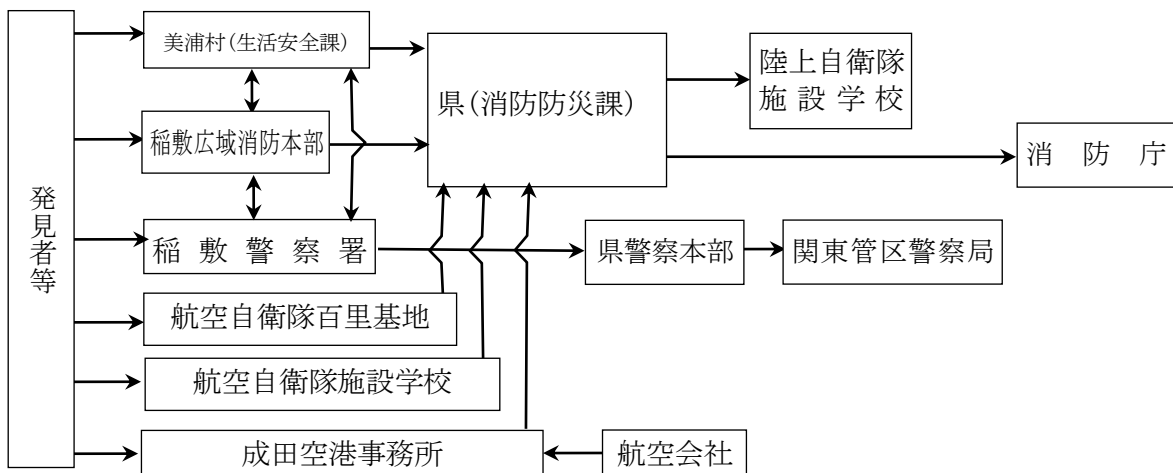 発見者等
美浦村(生活安全課)
稲敷広域消防本部
稲敷警察署
航空自衛隊百里基地
航空自衛隊施設学校
成田空港事務所
航空会社
県(消防防災課)
陸上自衛隊
施設学校
消防庁
県警察本部
関東管区警察局